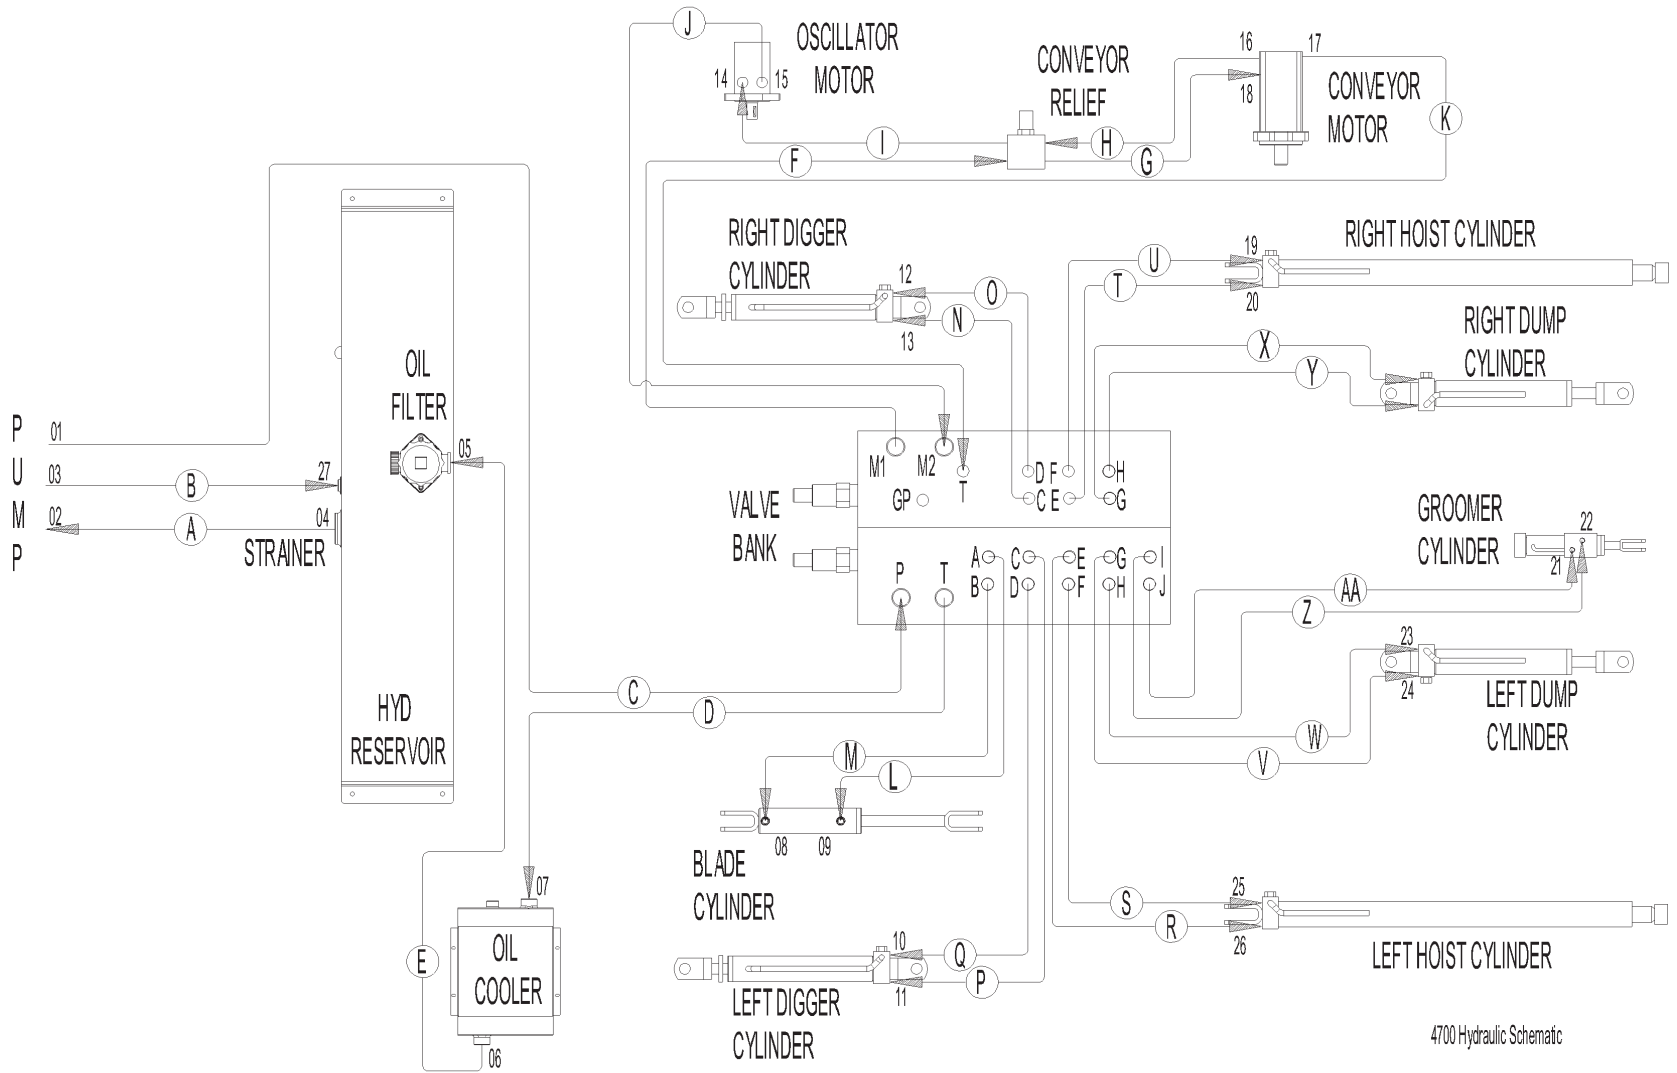 J
OSCILLATOR
MOTOR
14
15
CONVEYOR
RELIEF
16
17
18
CONVEYOR
MOTOR
K
I
H
F
G
RIGHT DIGGER
CYLINDER
12
O
N
13
U
T
19
20
RIGHT HOIST CYLINDER
X
Y
RIGHT DUMP
CYLINDER
OIL
FILTER
05
P
U
M
P
01
03
B
27
02
A
04
STRAINER
HYD
RESERVOIR
VALVE
BANK
M1
M2
T
GP
D
F
H
C
E
G
A
C
E
G
I
B
D
F
H
J
P
T
GROOMER
CYLINDER
22
21
AA
Z
23
24
LEFT DUMP
CYLINDER
W
V
C
D
M
L
08
09
BLADE
CYLINDER
07
OIL
COOLER
06
E
S
R
25
26
LEFT HOIST CYLINDER
10
Q
P
11
LEFT DIGGER
CYLINDER
4700 Hydraulic Schematic